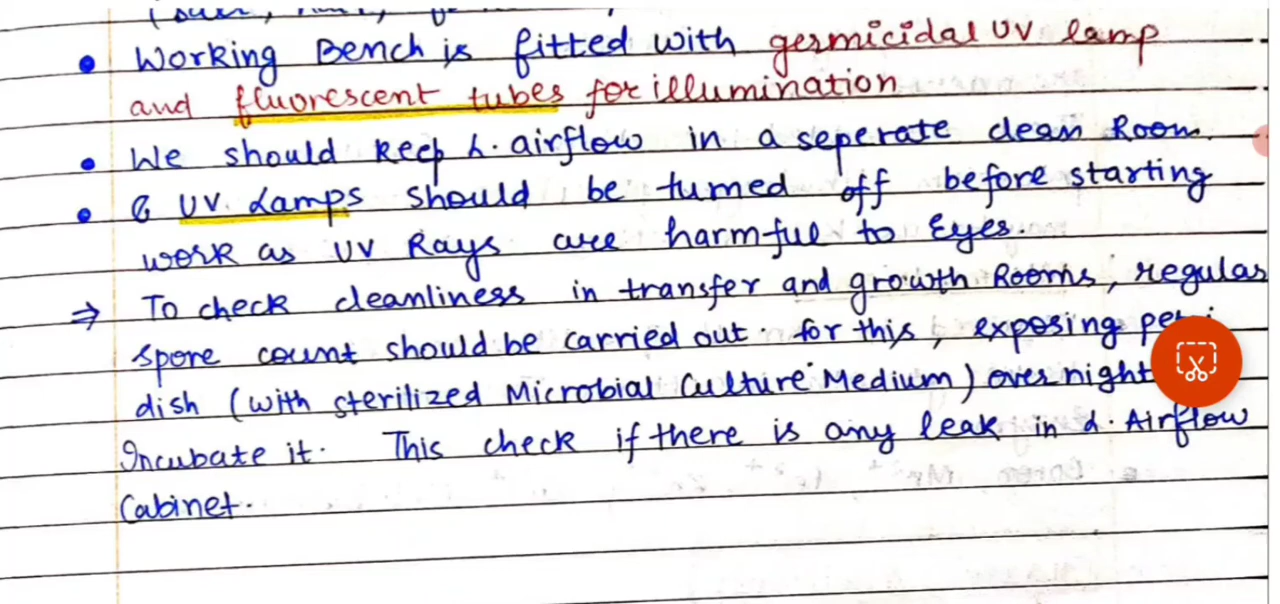 Working Bench is fitted with germicidal UV lamp
and fluorescent tubes for illumination
We should keep L. airflow in a seperate clean Room.
UV. Lamps should be turned off before starting
work as UV Rays are harmful to Eyes.
⇒ To check cleanliness in transfer and growth Rooms, regular
spore count should be carried out. for this, exposing
dish (with sterilized Microbial Culture Medium) overnight
Incubate it. This check if there is any leak in L. Airflow
Cabinet.